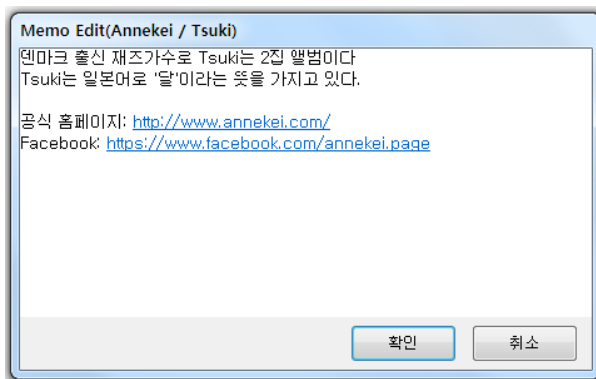 Memo Edit(Annekei / Tsuki)
덴마크 출신 재즈가수로 Tsuki는 2집 앨범이다
Tsuki는 일본어로 '달'이라는 뜻을 가지고 있다.
공식 홈페이지: http://www.annekei.com/
Facebook: https://www.facebook.com/annekei.page
확인
취소